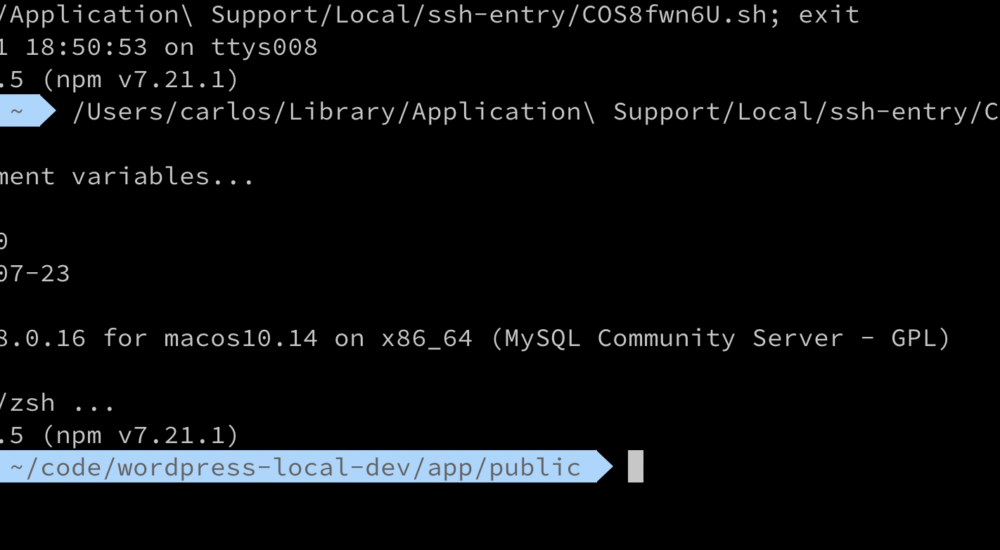 /Application\ Support/Local/ssh-entry/COS8fwn6U.sh; exit
1 18:50:53 on ttys008
.5 (npm v7.21.1)
~ /Users/carlos/Library/Application\ Support/Local/ssh-entry/C
ment variables...
0
07-23
8.0.16 for macos10.14 on x86_64 (MySQL Community Server - GPL)
/zsh ...
.5 (npm v7.21.1)
~/code/wordpress-local-dev/app/public